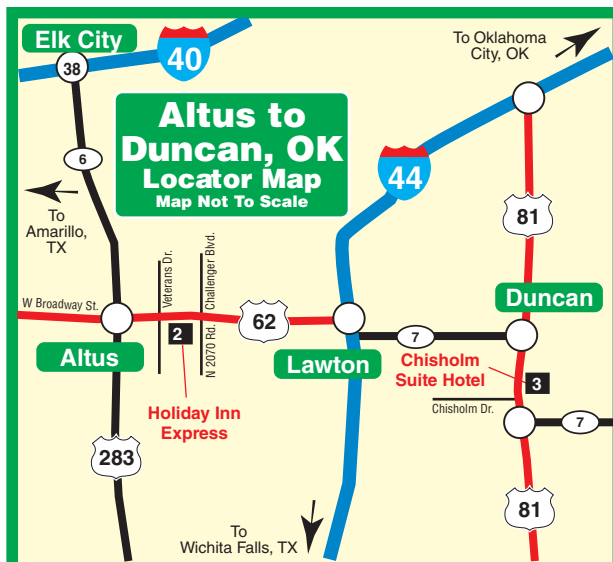 Elk City
38
40
To Oklahoma
City, OK
Altus to
Duncan, OK
Locator Map
Map Not To Scale
44
6
To
Amarillo,
TX
81
Veterans Dr.
Challenger Blvd.
N 2070 Rd.
W Broadway St.
2
62
7
Duncan
Altus
Lawton
Chisholm
Suite Hotel
3
Chisholm Dr.
Holiday Inn
Express
7
283
81
To
Wichita Falls, TX